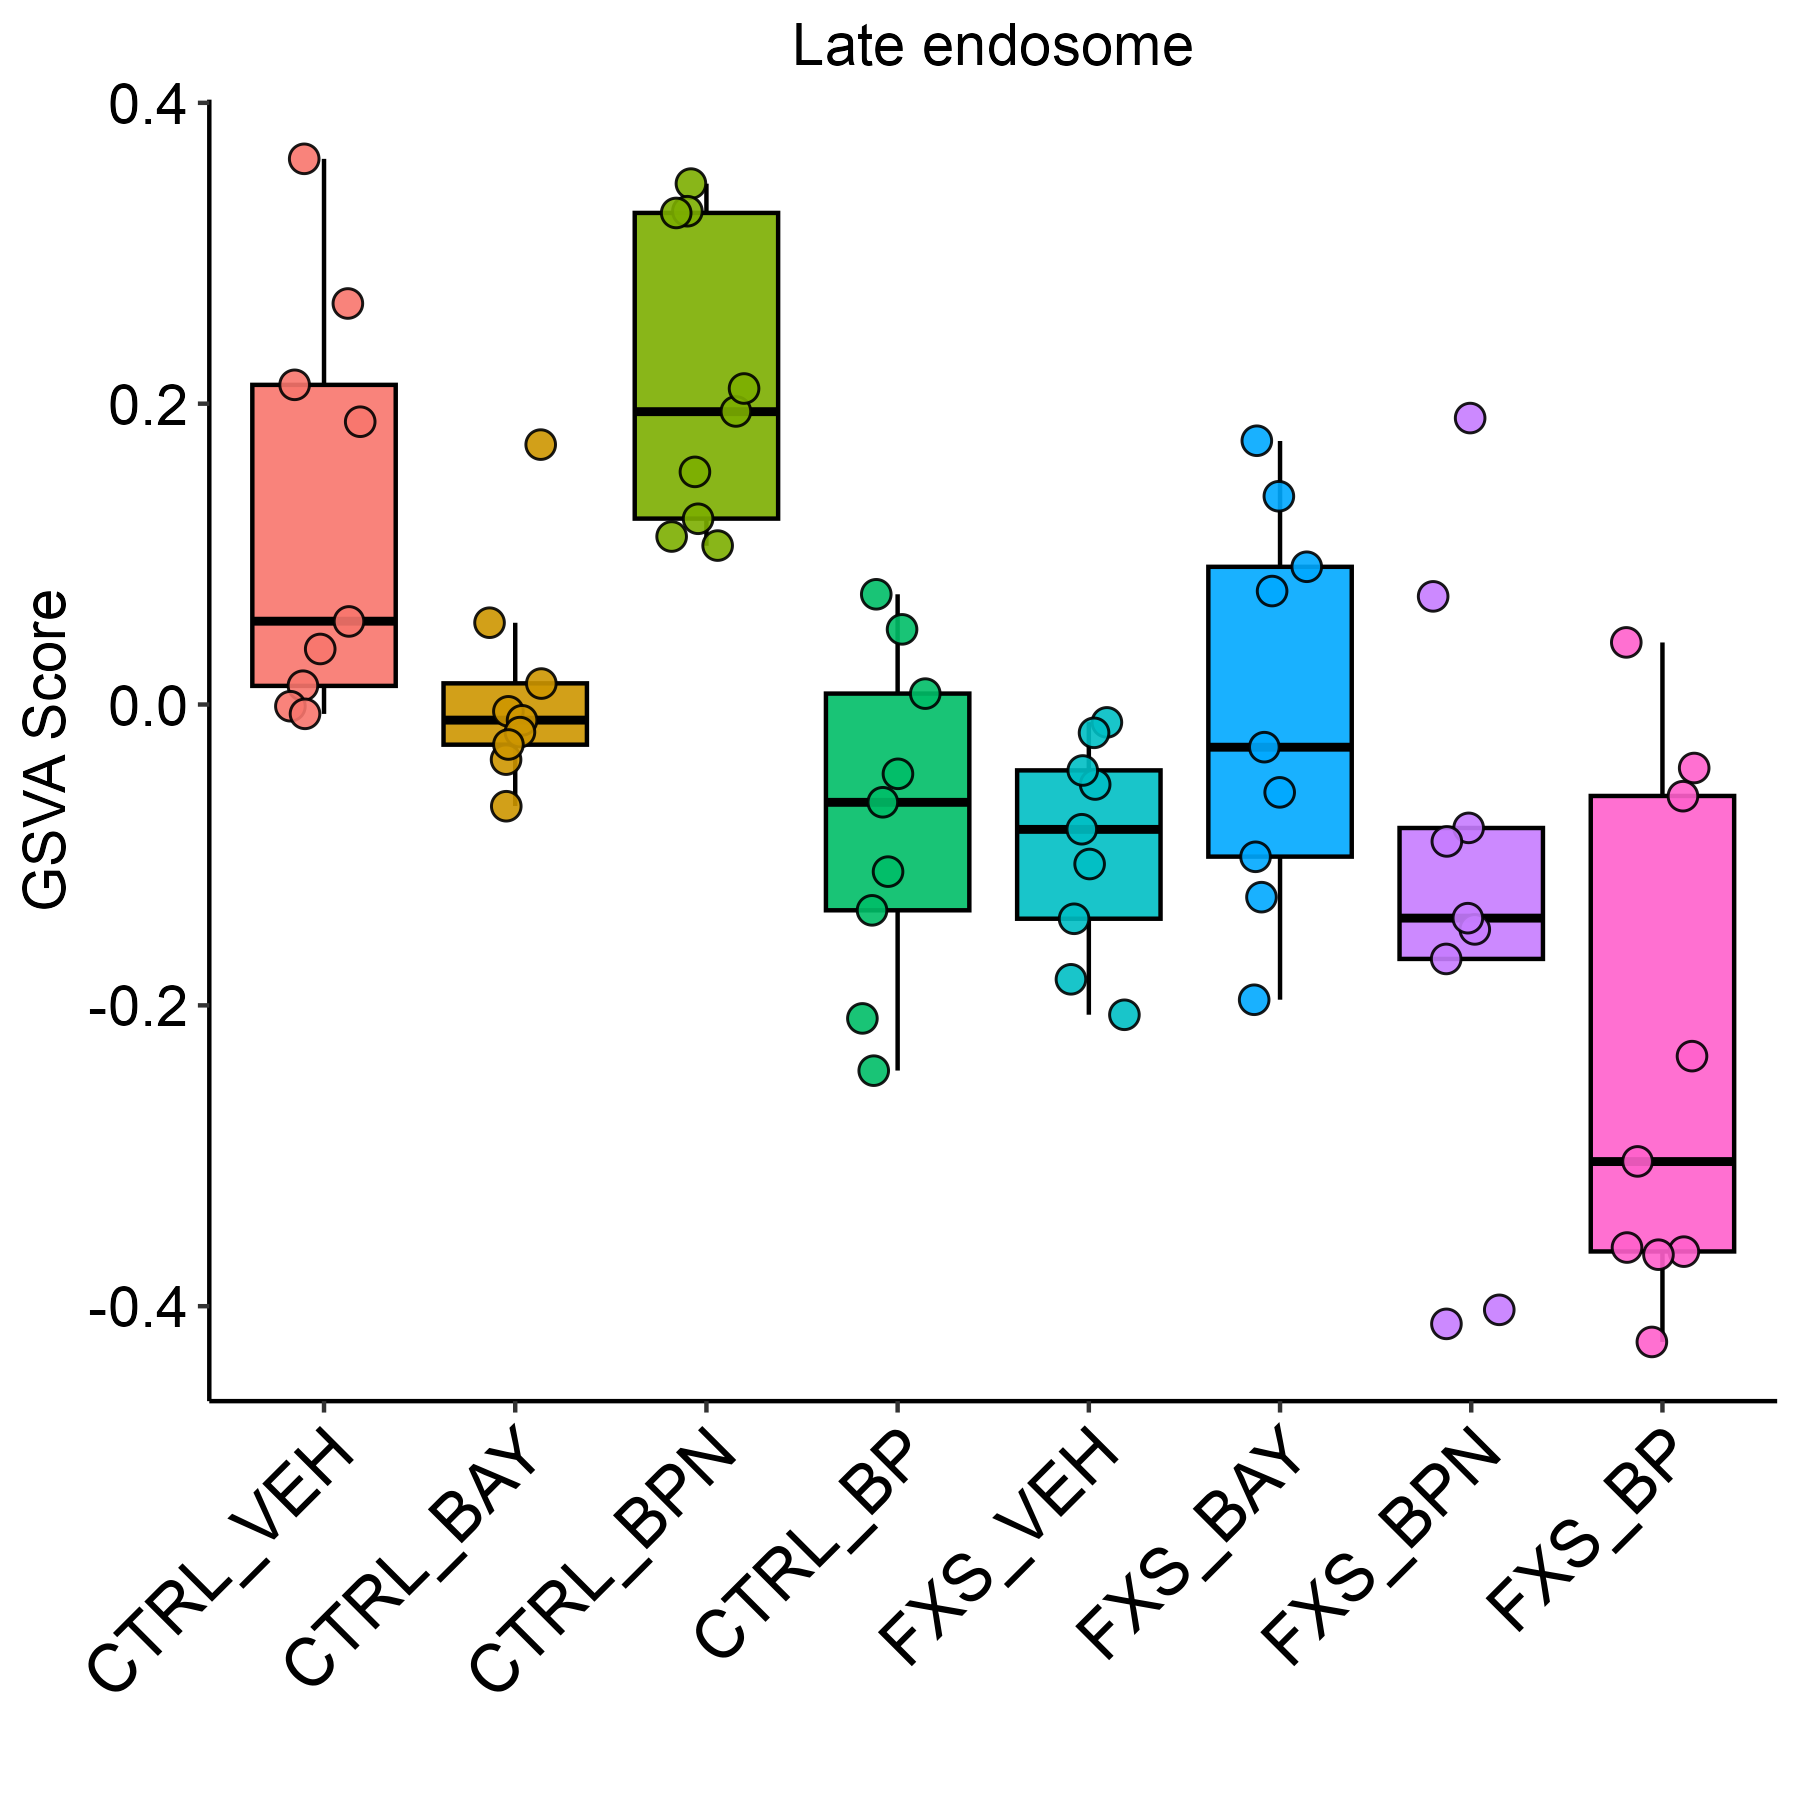 Late endosome
GSVA Score
0.4
0.2
0.0
-0.2
-0.4
CTRL_VEH
CTRL_BAY
CTRL_BPN
CTRL_BP
FXS_VEH
FXS_BAY
FXS_BPN
FXS_BP